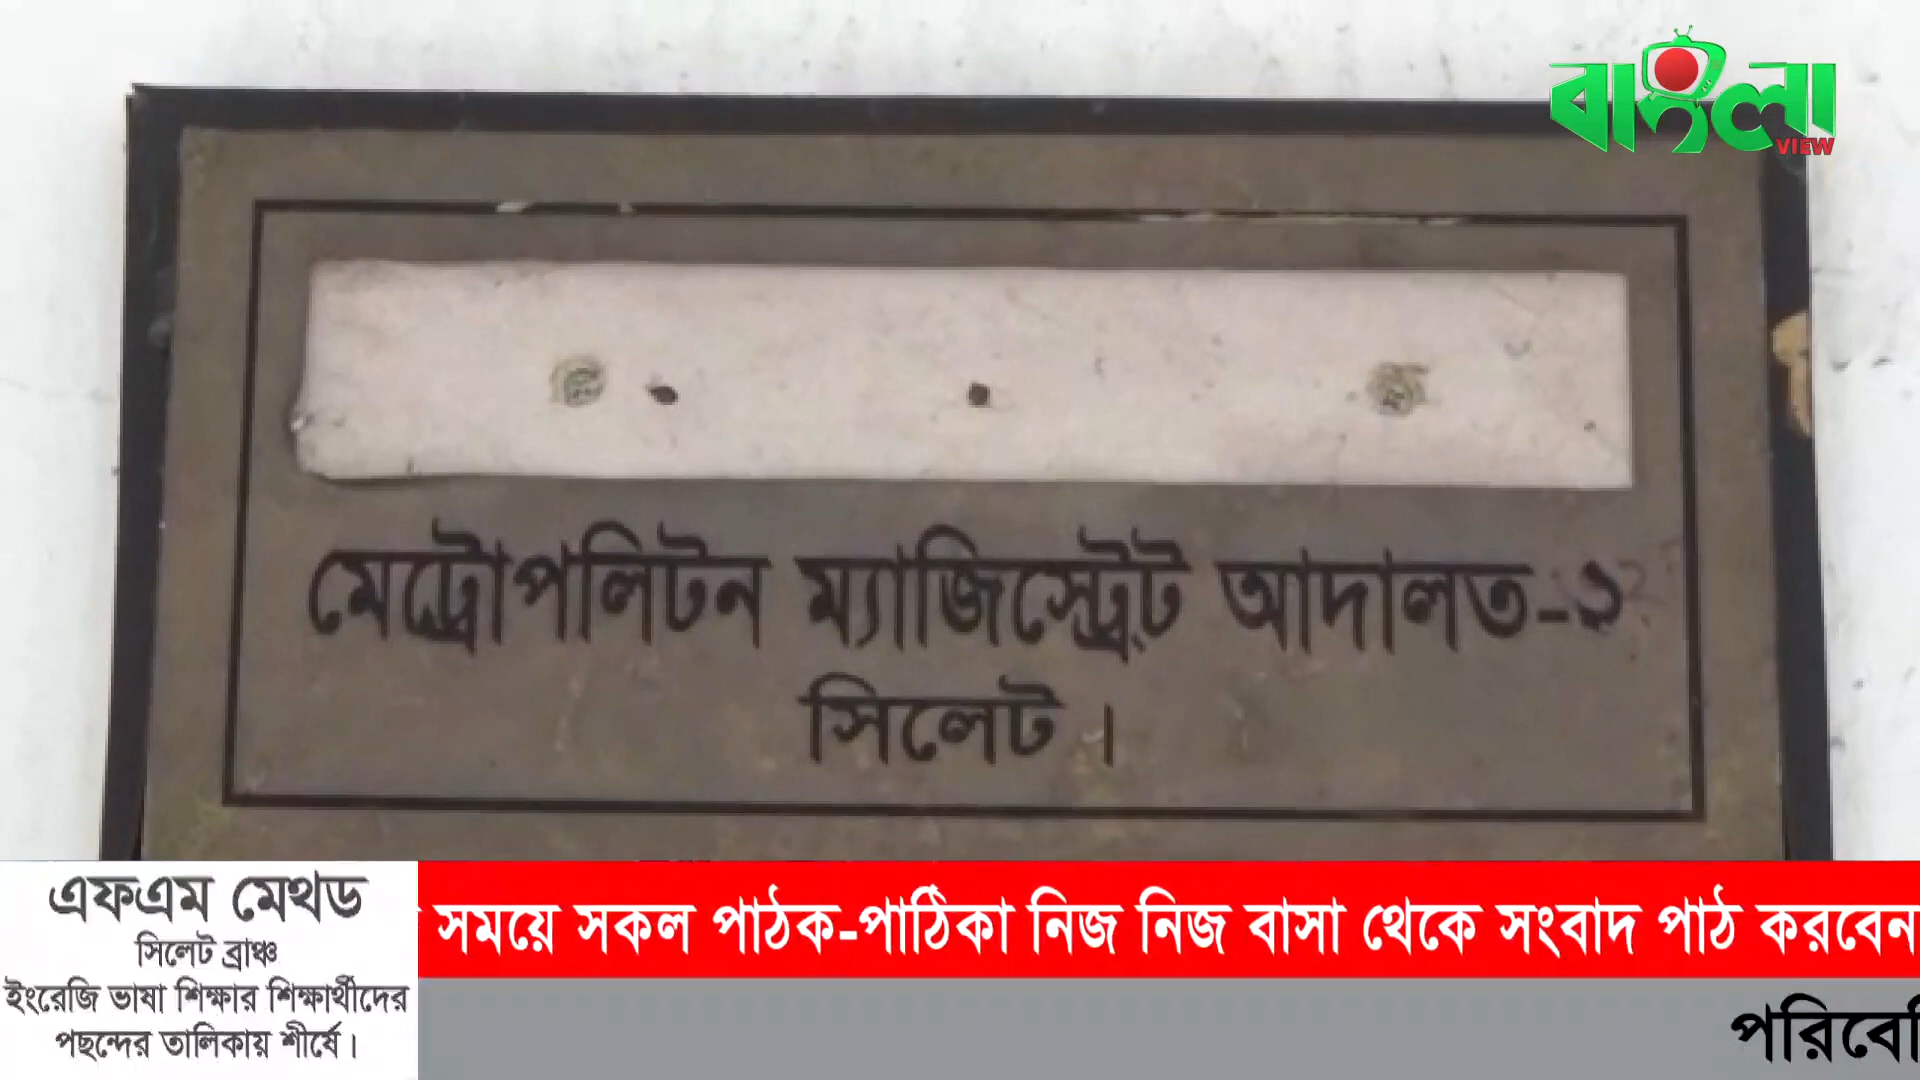 বাংলা
VIEW
মেট্রোপলিটন ম্যাজিস্ট্রেট আদালত-২
সিলেট।
এফএম মেথড
সিলেট ব্রাঞ্চ
ইংরেজি ভাষা শিক্ষার শিক্ষার্থীদের
পছন্দের তালিকায় শীর্ষে।
সময়ে সকল পাঠক-পাঠিকা নিজ নিজ বাসা থেকে সংবাদ পাঠ করবেন